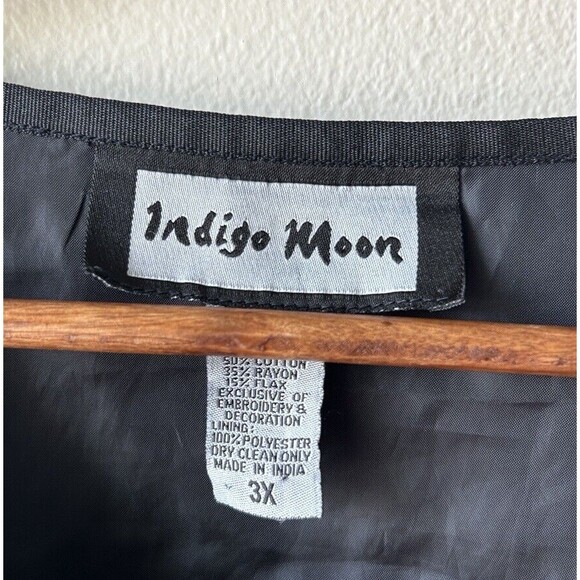 Indigo Moon
50% COTTON
35% RAYON
15% FLAX
EXCLUSIVE OF
EMBROIDERY &
DECORATION
LINING:
100% POLYESTER
DRY CLEAN ONLY
MADE IN INDIA
3X